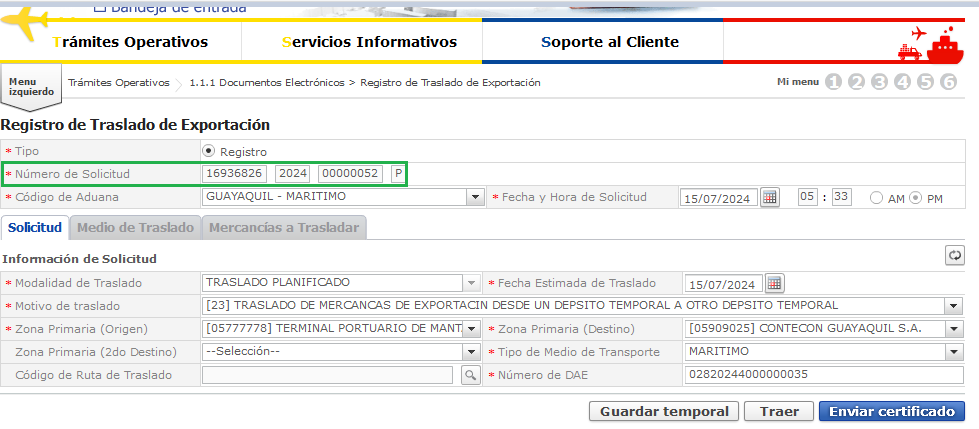 Bandeja de entrada
Trámites Operativos Servicios Informativos Soporte al Cliente
Menu izquierdo
Trámites Operativos 1.1.1 Documentos Electrónicos > Registro de Traslado de Exportación Mi menu 1 2 3 4 5 6
Registro de Traslado de Exportación
* Tipo Registro
* Número de Solicitud 16936826 2024 00000052 P
* Código de Aduana GUAYAQUIL - MARITIMO * Fecha y Hora de Solicitud 15/07/2024 05 : 33 AM PM
Solicitud Medio de Traslado Mercancías a Trasladar
Información de Solicitud
* Modalidad de Traslado TRASLADO PLANIFICADO * Fecha Estimada de Traslado 15/07/2024
* Motivo de traslado [23] TRASLADO DE MERCANCAS DE EXPORTACIN DESDE UN DEPSITO TEMPORAL A OTRO DEPSITO TEMPORAL
* Zona Primaria (Origen) [05777778] TERMINAL PORTUARIO DE MANT. * Zona Primaria (Destino) [05909025] CONTECON GUAYAQUIL S.A.
Zona Primaria (2do Destino) --Selección-- * Tipo de Medio de Transporte MARITIMO
Código de Ruta de Traslado * Número de DAE 02820244000000035
Guardar temporal Traer Enviar certificado